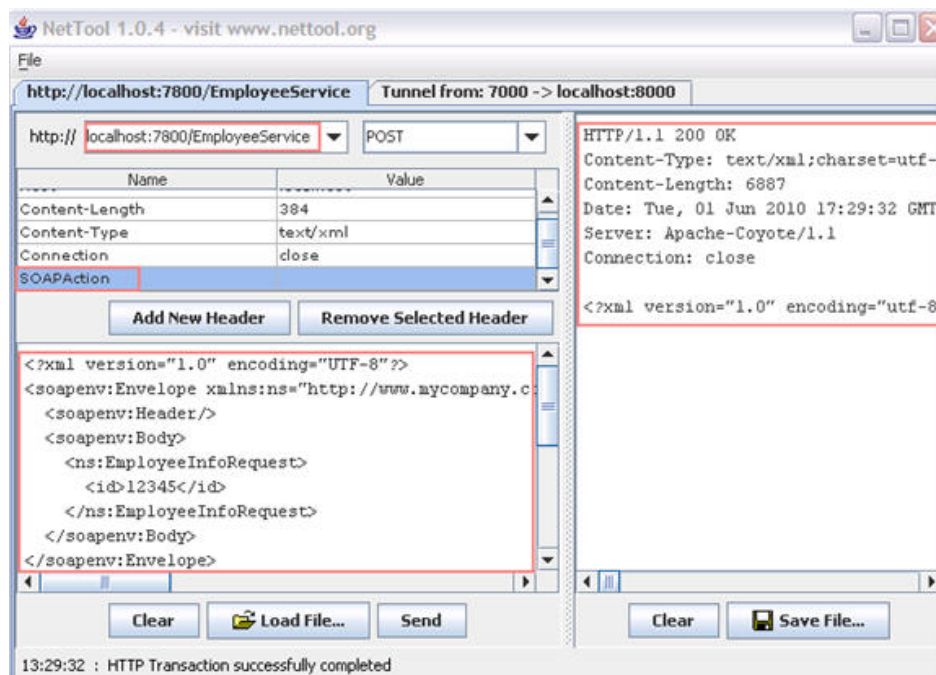 NetTool 1.0.4 - visit www.nettool.org
File
http://localhost:7800/EmployeeService
Tunnel from: 7000 -> localhost:8000
http:// localhost:7800/EmployeeService POST
Name Value
Content-Length 384
Content-Type text/xml
Connection close
SOAPAction
Add New Header Remove Selected Header
<?xml version="1.0" encoding="UTF-8"?>
<soapenv:Envelope xmlns:ns="http://www.mycompany.c
<soapenv:Header/>
<soapenv:Body>
<ns:EmployeeInfoRequest>
<id>12345</id>
</ns:EmployeeInfoRequest>
</soapenv:Body>
</soapenv:Envelope>
Clear Load File... Send
HTTP/1.1 200 OK
Content-Type: text/xml;charset=utf-
Content-Length: 6887
Date: Tue, 01 Jun 2010 17:29:32 GMT
Server: Apache-Coyote/1.1
Connection: close
<?xml version="1.0" encoding="utf-8
Clear Save File...
13:29:32 : HTTP Transaction successfully completed